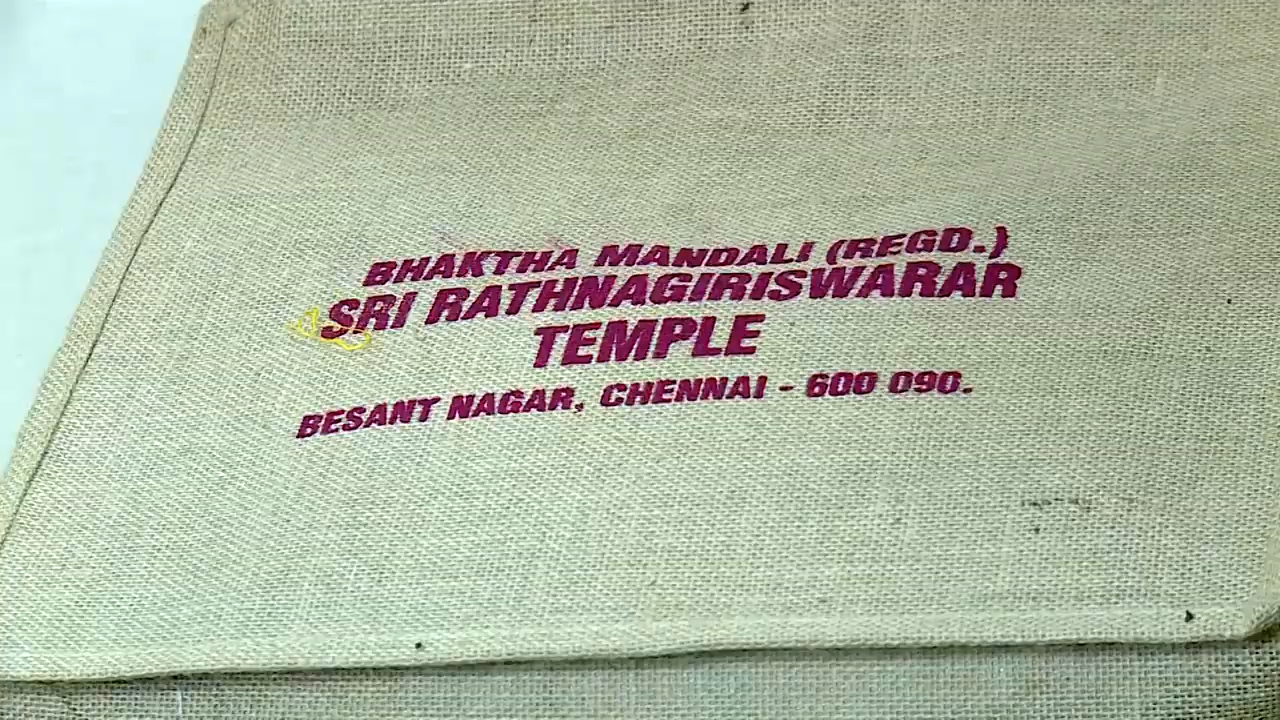 BHAKTHA MANDALI (REGD.)
SRI RATHNAGIRISWARAR
TEMPLE
BESANT NAGAR, CHENNAI - 600 090.